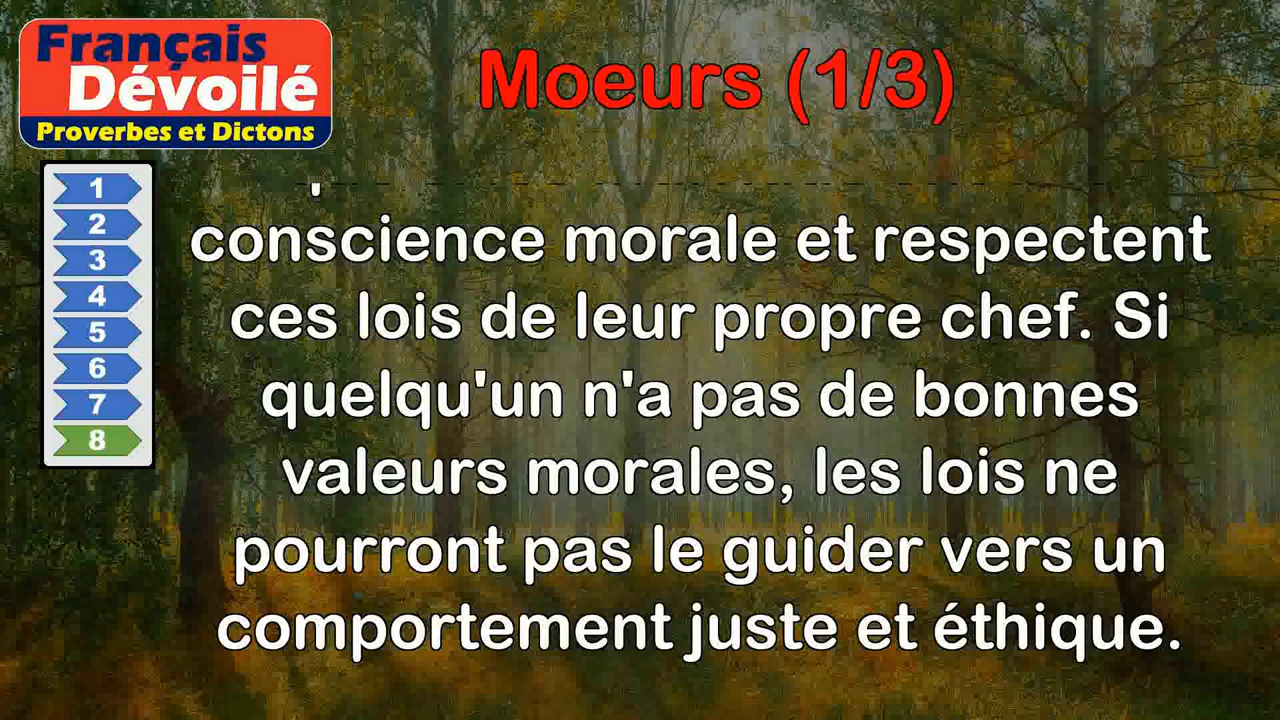 Français
Dévoilé
Proverbes et Dictons
Moeurs (1/3)
1
2
3
4
5
6
7
8
conscience morale et respectent
ces lois de leur propre chef. Si
quelqu'un n'a pas de bonnes
valeurs morales, les lois ne
pourront pas le guider vers un
comportement juste et éthique.